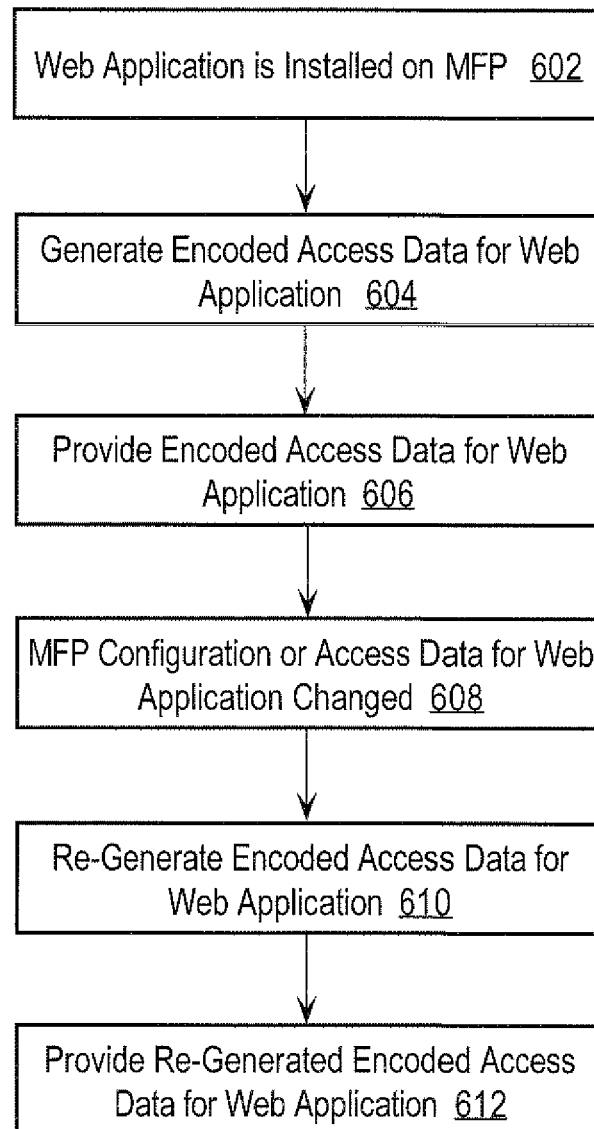 Web Application is Installed on MFP 602
Generate Encoded Access Data for Web
Application 604
Provide Encoded Access Data for Web
Application 606
MFP Configuration or Access Data for Web
Application Changed 608
Re-Generate Encoded Access Data for
Web Application 610
Provide Re-Generated Encoded Access
Data for Web Application 612